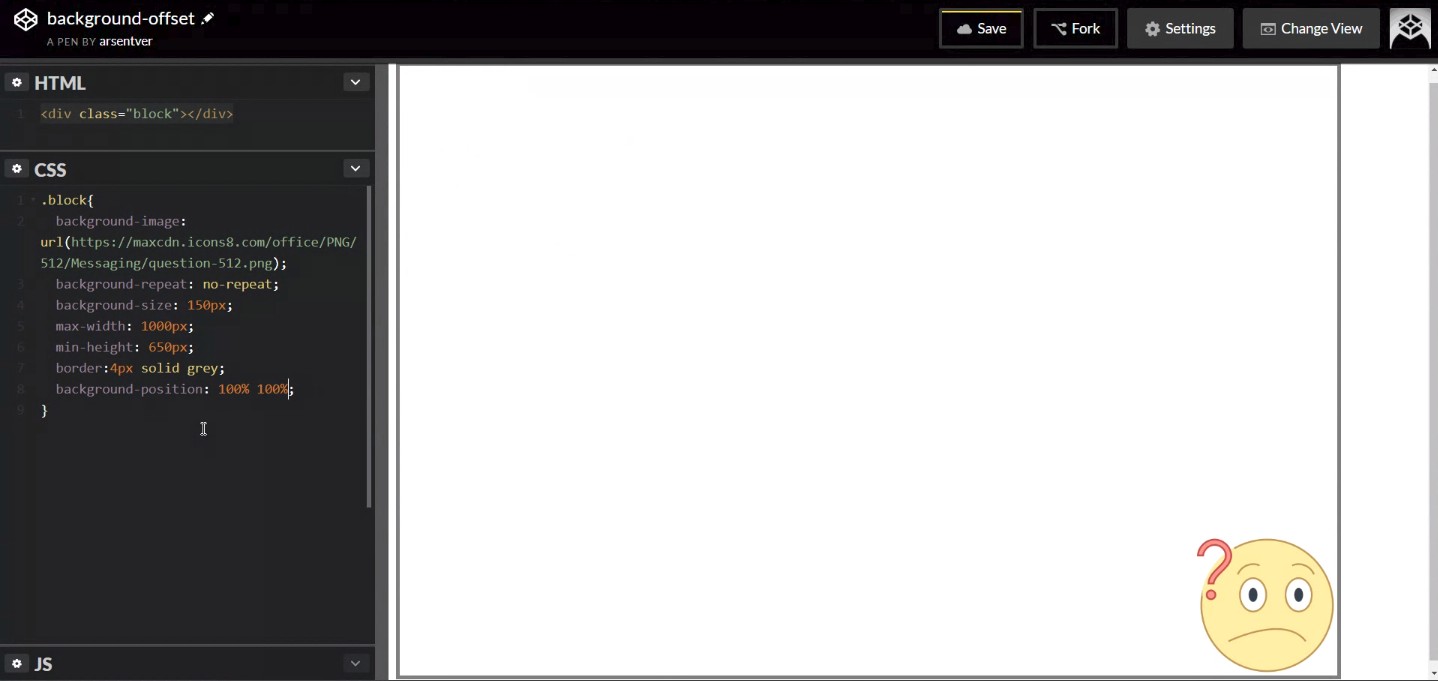 background-offset
A PEN BY arsentver
Save
Fork
Settings
Change View
HTML
1 <div class="block"></div>
CSS
1 .block{
2 background-image:
url(https://maxcdn.icons8.com/office/PNG/
512/Messaging/question-512.png);
3 background-repeat: no-repeat;
4 background-size: 150px;
5 max-width: 1000px;
6 min-height: 650px;
7 border:4px solid grey;
8 background-position: 100% 100%;
9 }
?
JS